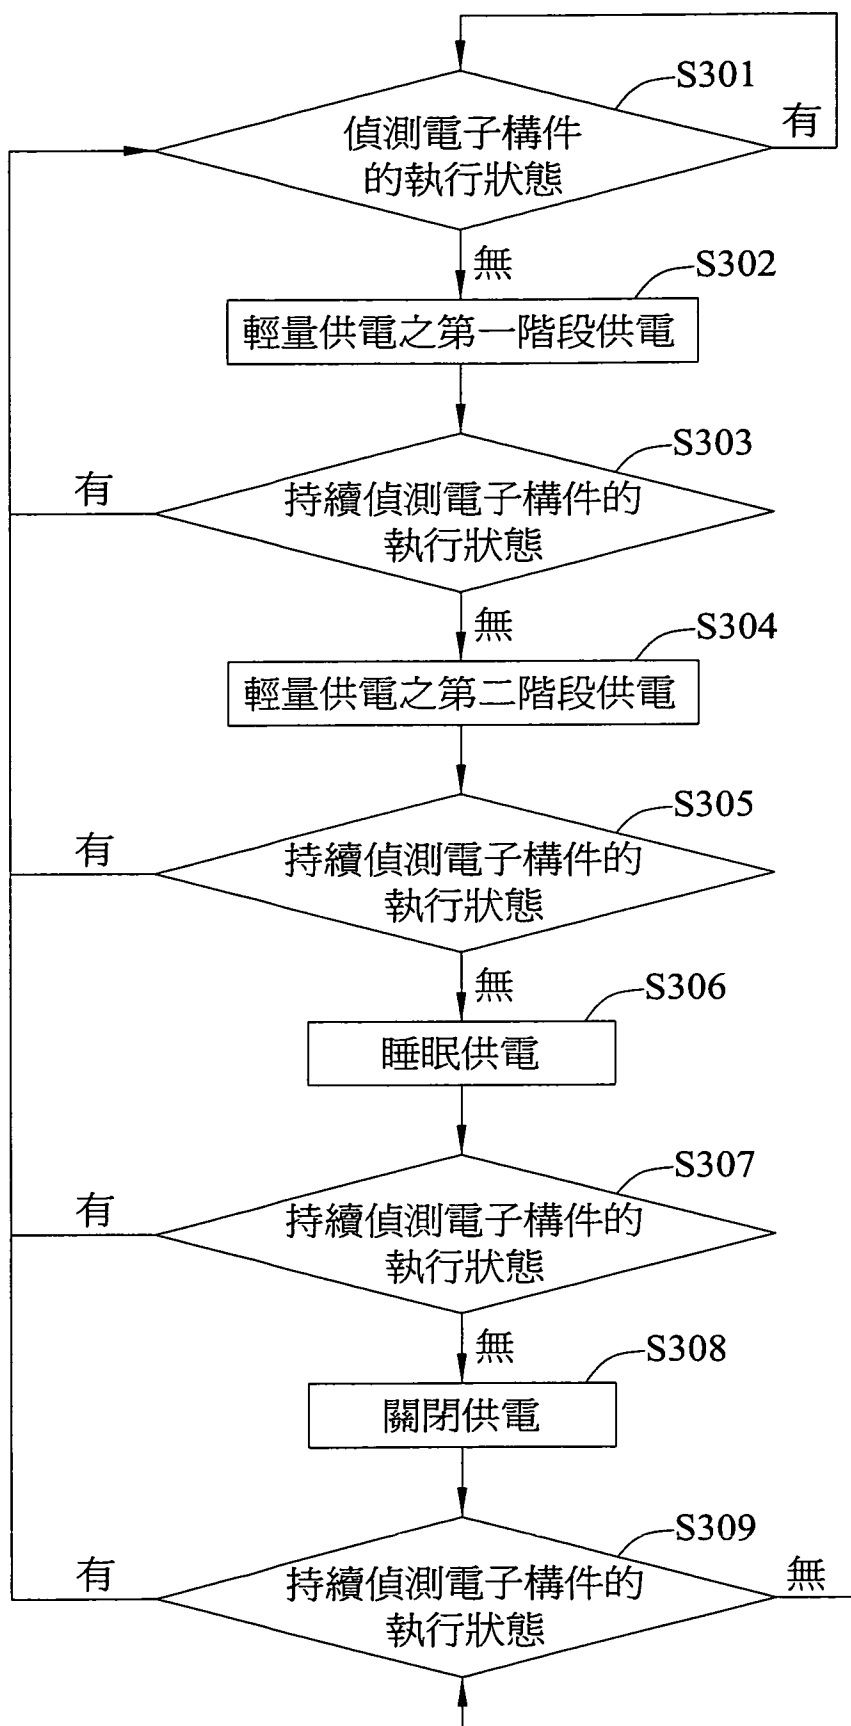 S301
偵測電子構件
的執行狀態
有
無
S302
輕量供電之第一階段供電
S303
有
持續偵測電子構件的
執行狀態
無
S304
輕量供電之第二階段供電
S305
有
持續偵測電子構件的
執行狀態
無
S306
睡眠供電
S307
有
持續偵測電子構件的
執行狀態
無
S308
關閉供電
S309
有
持續偵測電子構件的
執行狀態
無